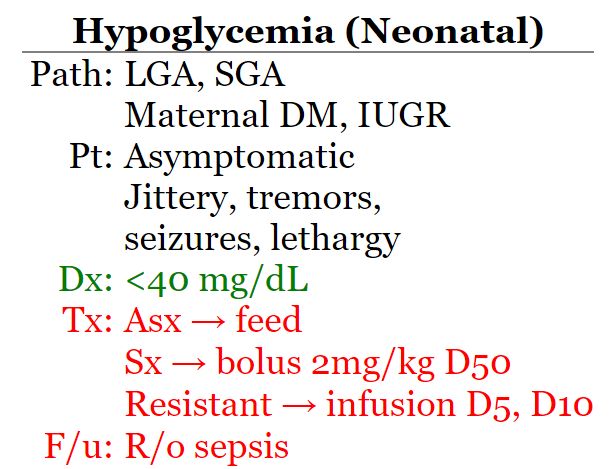 Hypoglycemia (Neonatal)
Path: LGA, SGA
Maternal DM, IUGR
Pt: Asymptomatic
Jittery, tremors,
seizures, lethargy
Dx: <40 mg/dL
Tx: Asx → feed
Sx → bolus 2mg/kg D50
Resistant → infusion D5, D10
F/u: R/o sepsis